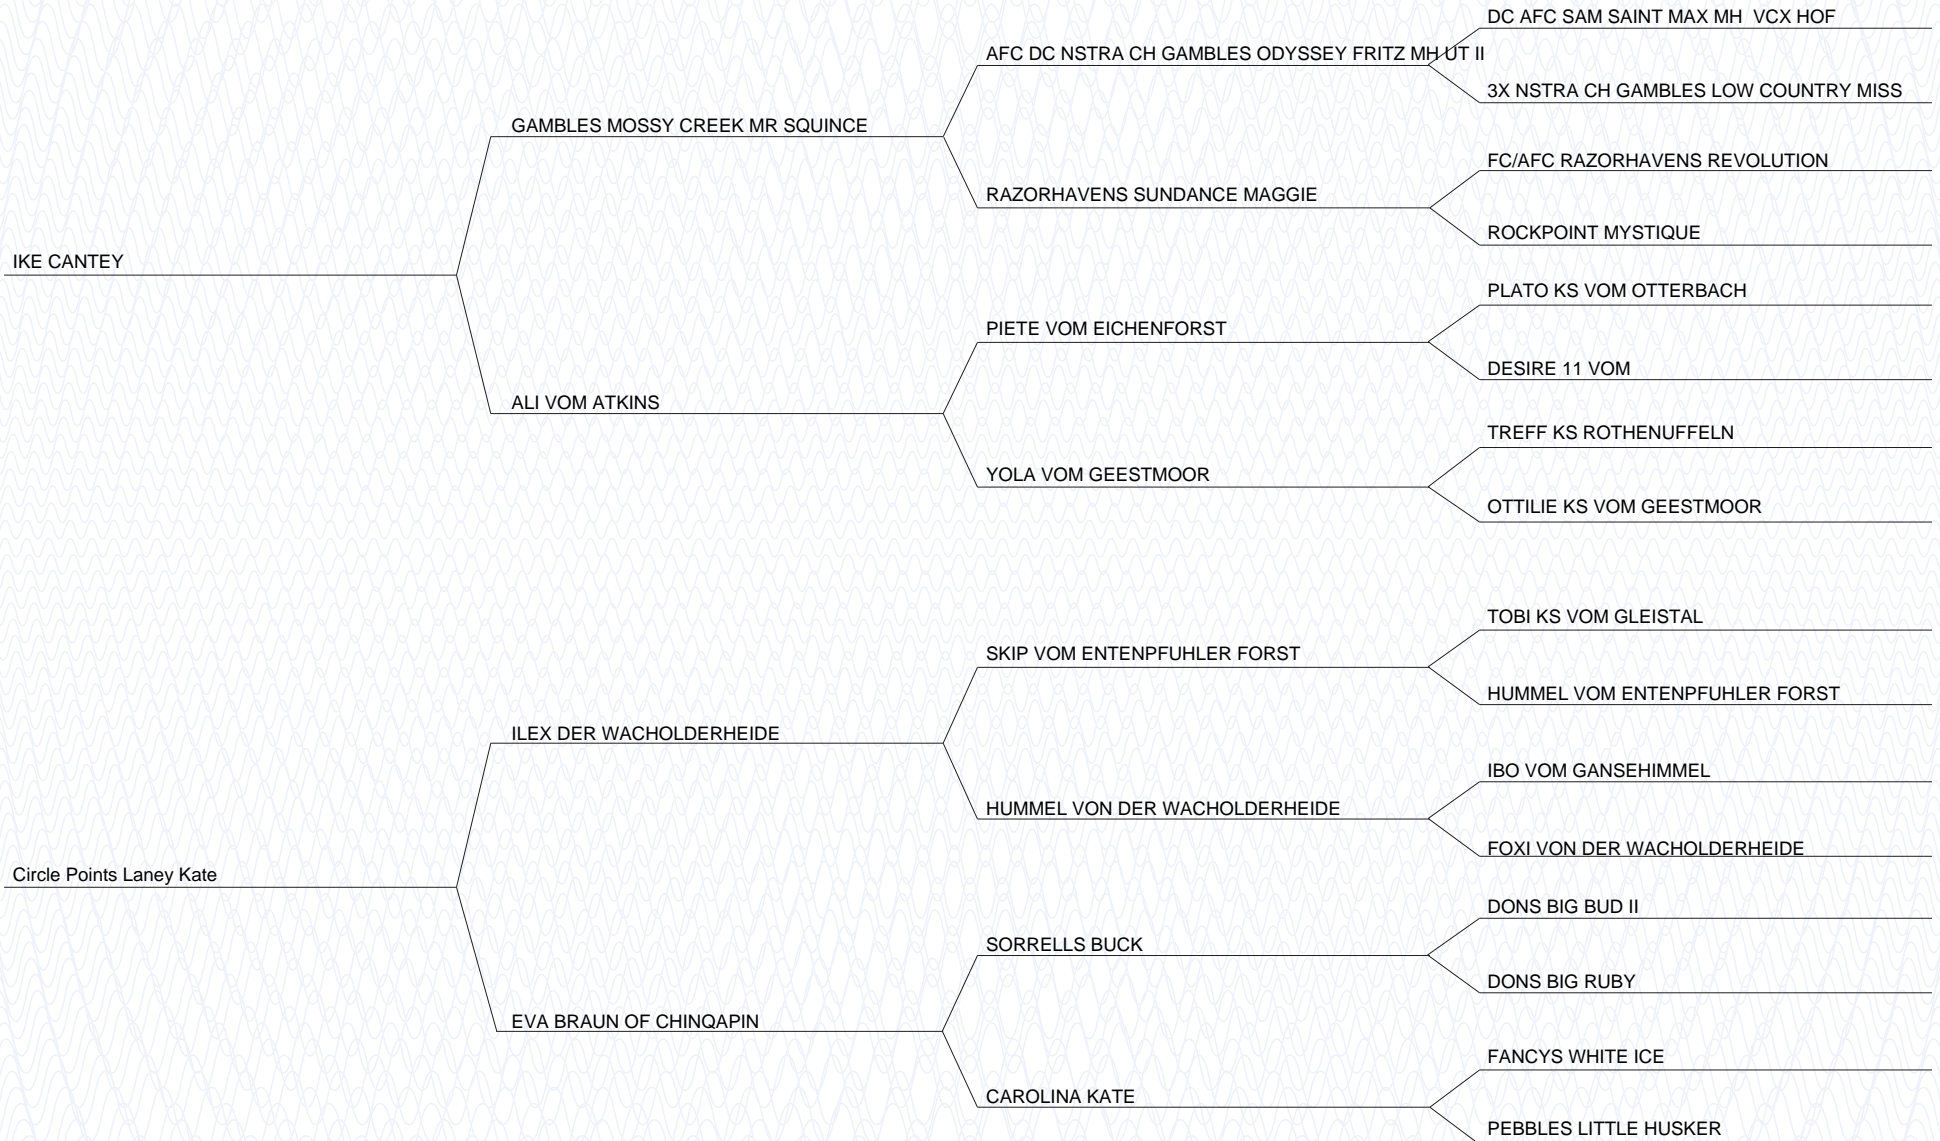 DC AFC SAM SAINT MAX MH  VCX HOF
AFC DC NSTRA CH GAMBLES ODYSSEY FRITZ MH UT II
3X NSTRA CH GAMBLES LOW COUNTRY MISS
GAMBLES MOSSY CREEK MR SQUINCE
FC/AFC RAZORHAVENS REVOLUTION
RAZORHAVENS SUNDANCE MAGGIE
ROCKPOINT MYSTIQUE
IKE CANTEY
PLATO KS VOM OTTERBACH
PIETE VOM EICHENFORST
DESIRE 11 VOM
ALI VOM ATKINS
TREFF KS ROTHENUFFELN
YOLA VOM GEESTMOOR
OTTILIE KS VOM GEESTMOOR
TOBI KS VOM GLEISTAL
SKIP VOM ENTENPFUHLER FORST
HUMMEL VOM ENTENPFUHLER FORST
ILEX DER WACHOLDERHEIDE
IBO VOM GANSEHIMMEL
HUMMEL VON DER WACHOLDERHEIDE
FOXI VON DER WACHOLDERHEIDE
Circle Points Laney Kate
DONS BIG BUD II
SORRELLS BUCK
DONS BIG RUBY
EVA BRAUN OF CHINQAPIN
FANCYS WHITE ICE
CAROLINA KATE
PEBBLES LITTLE HUSKER